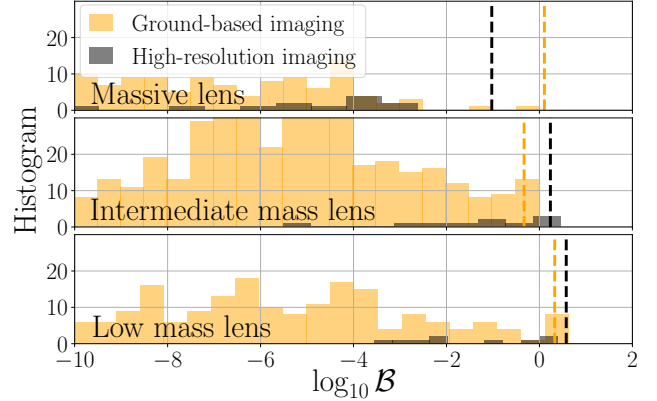 30
20
10
0
Ground-based imaging
High-resolution imaging
Massive lens
20
10
0
Intermediate mass lens
20
10
0
Low mass lens
Histogram
−10 −8 −6 −4 −2 0 2
log₁₀ ℬ